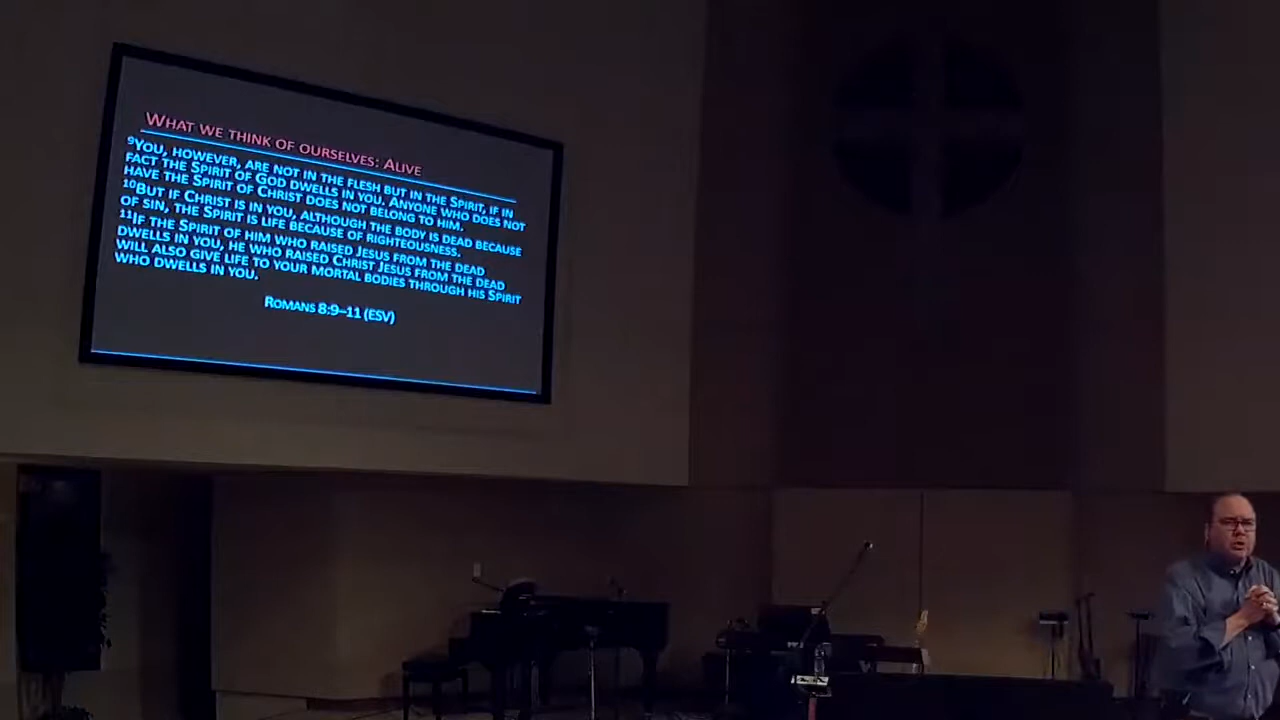 WHAT WE THINK OF OURSELVES: ALIVE
9YOU, HOWEVER, ARE NOT IN THE FLESH BUT IN THE SPIRIT, IF IN
FACT THE SPIRIT OF GOD DWELLS IN YOU. ANYONE WHO DOES NOT
HAVE THE SPIRIT OF CHRIST DOES NOT BELONG TO HIM.
10BUT IF CHRIST IS IN YOU, ALTHOUGH THE BODY IS DEAD BECAUSE
OF SIN, THE SPIRIT IS LIFE BECAUSE OF RIGHTEOUSNESS.
11IF THE SPIRIT OF HIM WHO RAISED JESUS FROM THE DEAD
DWELLS IN YOU, HE WHO RAISED CHRIST JESUS FROM THE DEAD
WILL ALSO GIVE LIFE TO YOUR MORTAL BODIES THROUGH HIS SPIRIT
WHO DWELLS IN YOU.
ROMANS 8:9–11 (ESV)